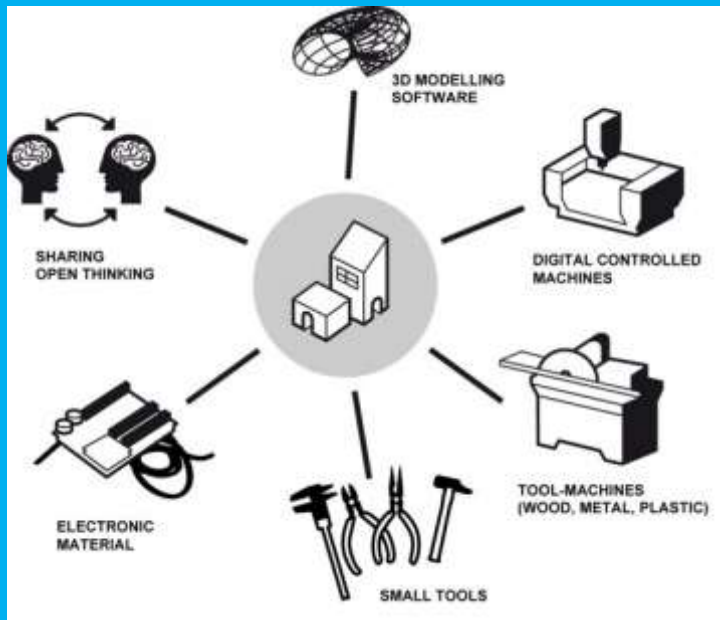 3D MODELLING
SOFTWARE
SHARING
OPEN THINKING
DIGITAL CONTROLLED
MACHINES
TOOL-MACHINES
(WOOD, METAL, PLASTIC)
ELECTRONIC
MATERIAL
SMALL TOOLS